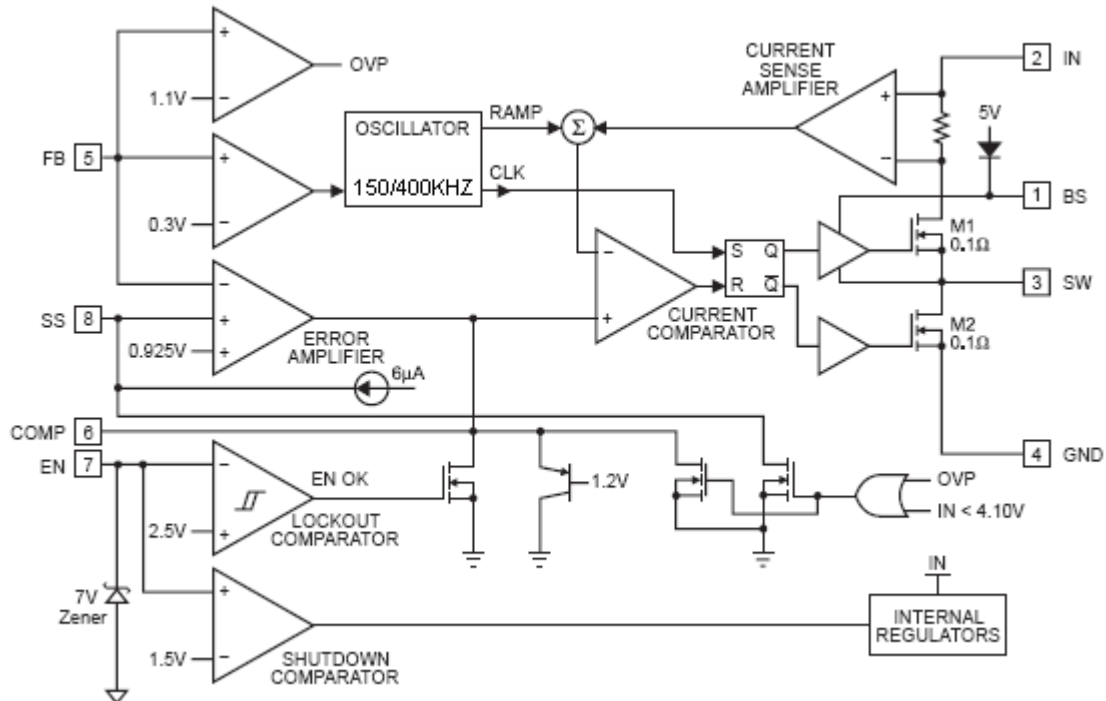 OVP
1.1V
FB 5
0.3V
OSCILLATOR
150/400KHZ
RAMP
CLK
Σ
CURRENT
SENSE
AMPLIFIER
2 IN
5V
1 BS
M1
0.1Ω
3 SW
M2
0.1Ω
4 GND
S Q
R Q̅
CURRENT
COMPARATOR
SS 8
0.925V
ERROR
AMPLIFIER
6µA
COMP 6
EN 7
EN OK
2.5V
LOCKOUT
COMPARATOR
1.2V
OVP
IN < 4.10V
7V
Zener
1.5V
SHUTDOWN
COMPARATOR
IN
INTERNAL
REGULATORS